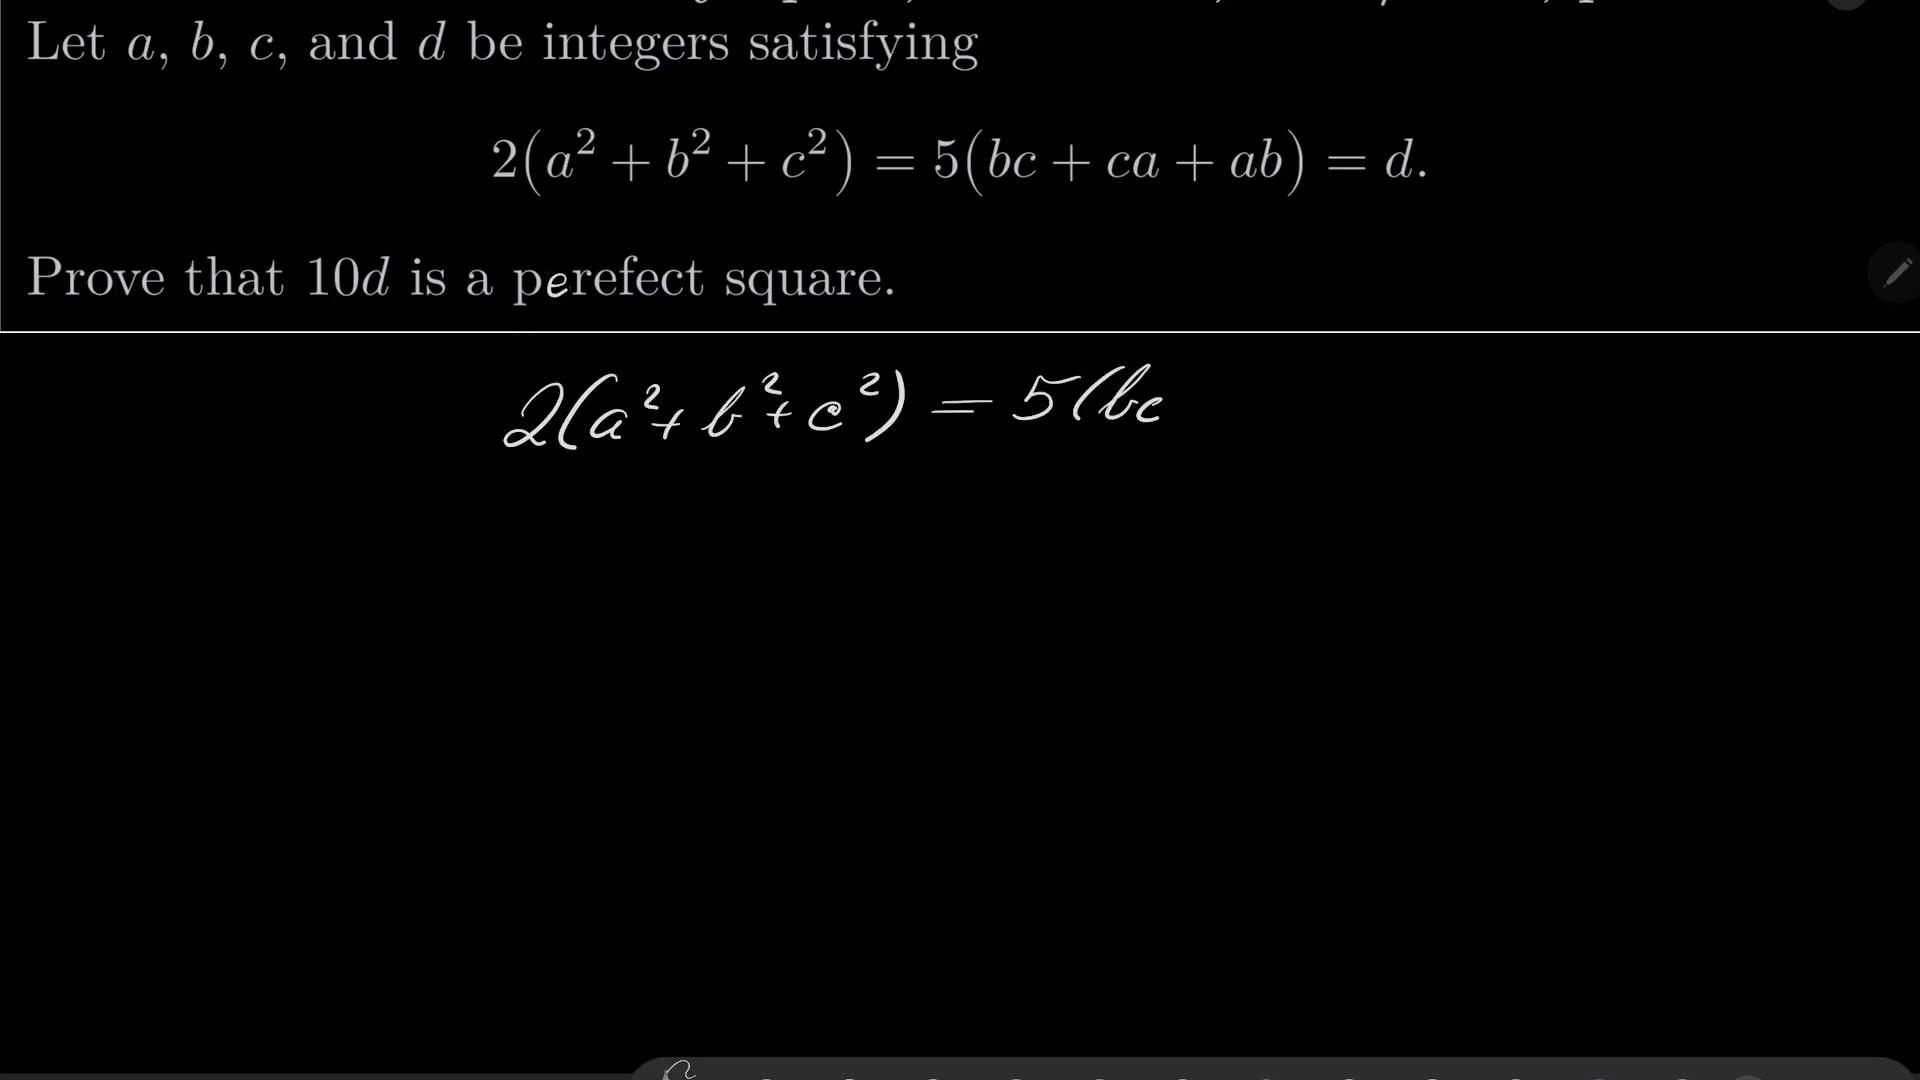 Let a, b, c, and d be integers satisfying
2(a² + b² + c²) = 5(bc + ca + ab) = d.
Prove that 10d is a perefect square.
2(a² + b² + c²) = 5(bc